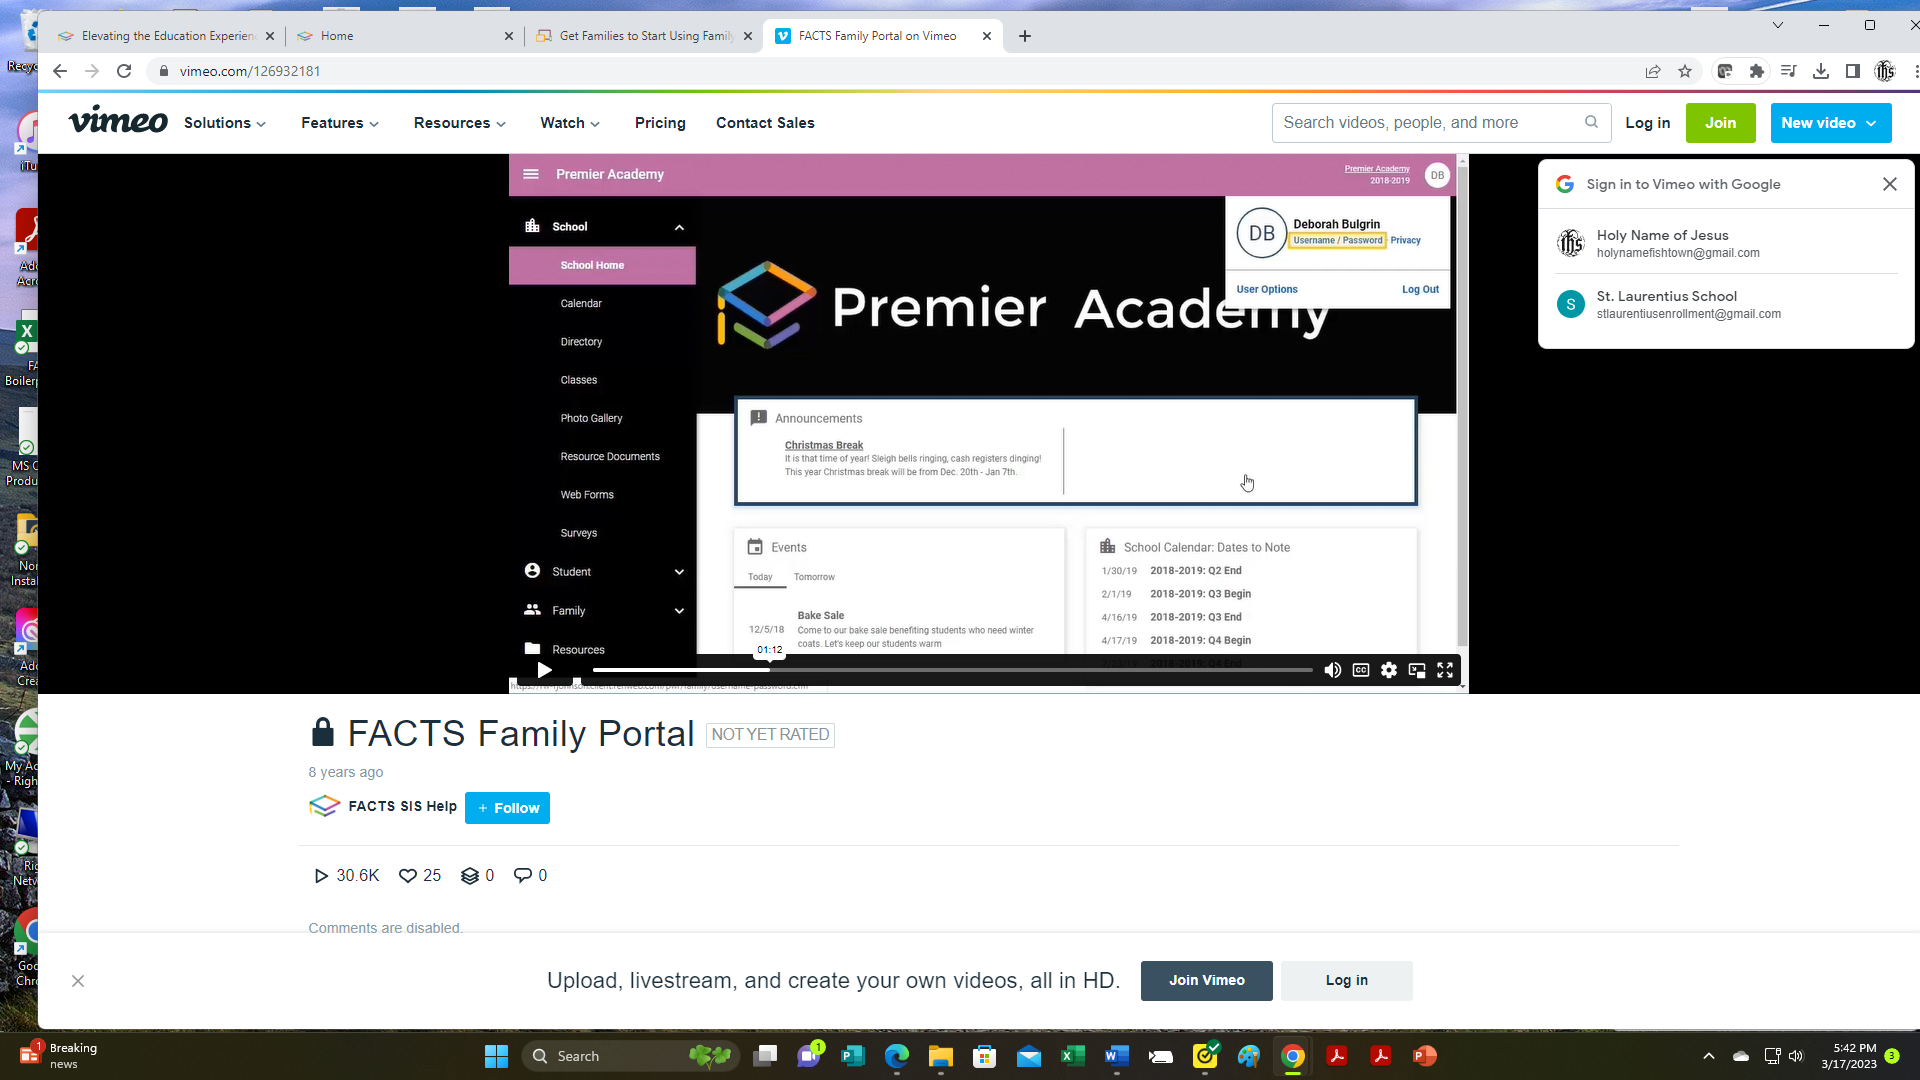 Elevating the Education Experienc
Home
Get Families to Start Using Family
FACTS Family Portal on Vimeo
vimeo.com/126932181
vimeo
Solutions
Features
Resources
Watch
Pricing
Contact Sales
Search videos, people, and more
Log in
Join
New video
Premier Academy
Premier Academy
2018-2019
DB
School
School Home
Calendar
Directory
Classes
Photo Gallery
Resource Documents
Web Forms
Surveys
Student
Family
Resources
DB
Deborah Bulgrin
Username / Password - Privacy
User Options
Log Out
Premier Academy
Announcements
Christmas Break
It is that time of year! Sleigh bells ringing, cash registers dinging!
This year Christmas break will be from Dec. 20th - Jan 7th.
Events
Today
Tomorrow
12/5/18
Bake Sale
Come to our bake sale benefiting students who need winter
coats. Let's keep our students warm
School Calendar: Dates to Note
1/30/19 2018-2019: Q2 End
2/1/19 2018-2019: Q3 Begin
4/16/19 2018-2019: Q3 End
4/17/19 2018-2019: Q4 Begin
01:12
CC
Sign in to Vimeo with Google
Holy Name of Jesus
holynamefishtown@gmail.com
S
St. Laurentius School
stlaurentiusenrollment@gmail.com
FACTS Family Portal
NOT YET RATED
8 years ago
FACTS SIS Help
+ Follow
30.6K
25
0
0
Comments are disabled.
Upload, livestream, and create your own videos, all in HD.
Join Vimeo
Log in
1
Breaking
news
Search
1
5:42 PM
3/17/2023
3